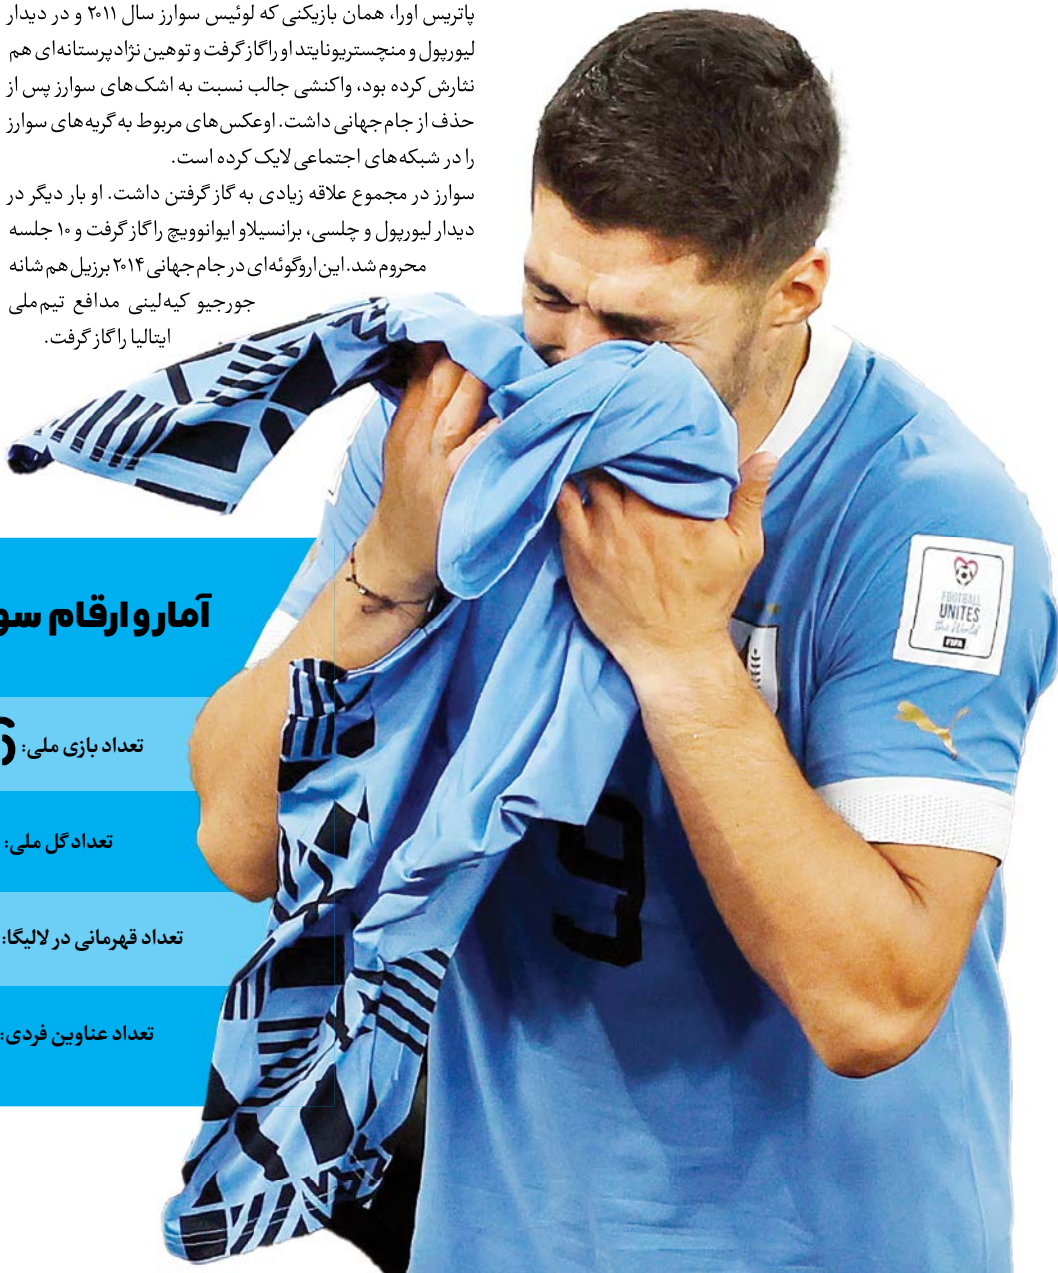 پاتریس اورا، همان بازیکنی که لوئیس سوارز سال ۲۰۱۱ و در دیدار
لیورپول و منچستریونایتد او را گاز گرفت و توهین نژادپرستانه‌ای هم
نثارش کرده بود، واکنشی جالب نسبت به اشک‌های سوارز پس از
حذف از جام جهانی داشت. او عکس‌های مربوط به گریه‌های سوارز
را در شبکه‌های اجتماعی لایک کرده است.
سوارز در مجموع علاقه زیادی به گاز گرفتن داشت. او بار دیگر در
دیدار لیورپول و چلسی، برانسیلاو ایوانوویچ را گاز گرفت و ۱۰ جلسه
محروم شد. این اروگوئه‌ای در جام جهانی ۲۰۱۴ برزیل هم شانه
جورجیو کیه‌لینی مدافع تیم ملی
ایتالیا را گاز گرفت.
FOOTBALL
UNITES
the World
FIFA
آمار و ارقام سو
تعداد بازی ملی:
تعداد گل ملی:
تعداد قهرمانی در لالیگا:
تعداد عناوین فردی:
9